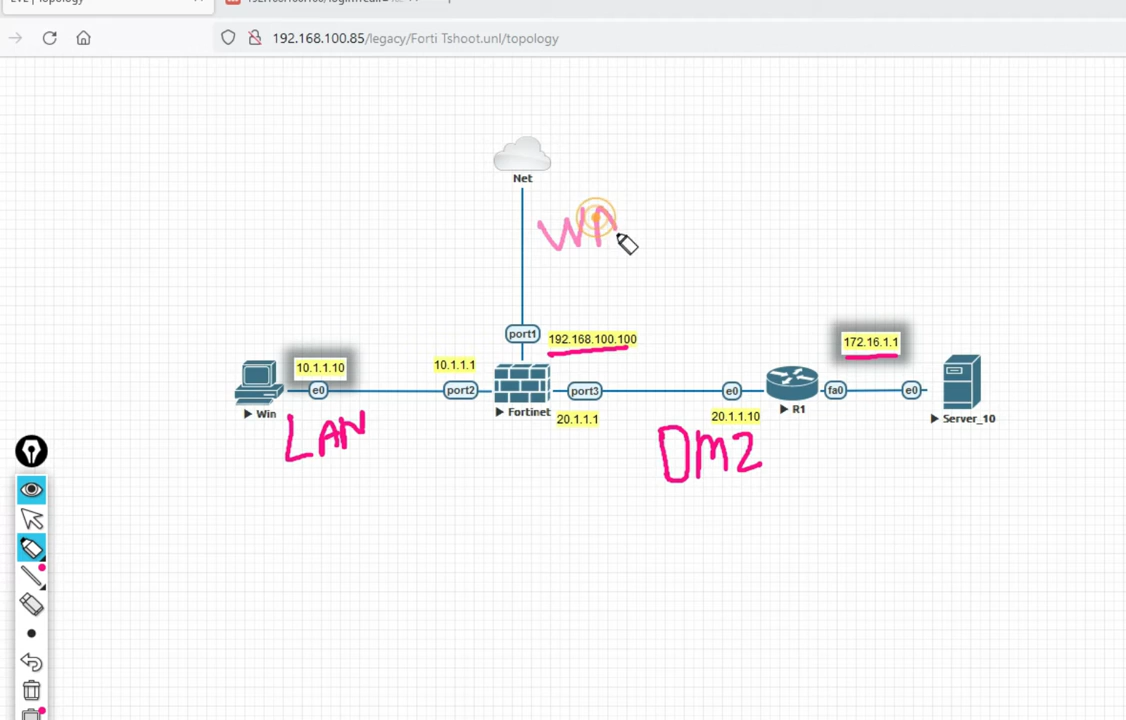 192.168.100.85/legacy/Forti Tshoot.unl/topology
Net
WA
port1
192.168.100.100
172.16.1.1
10.1.1.10
10.1.1.1
e0
port2
port3
e0
fa0
e0
Win
Fortinet
20.1.1.1
20.1.1.10
R1
Server_10
LAN
DMZ